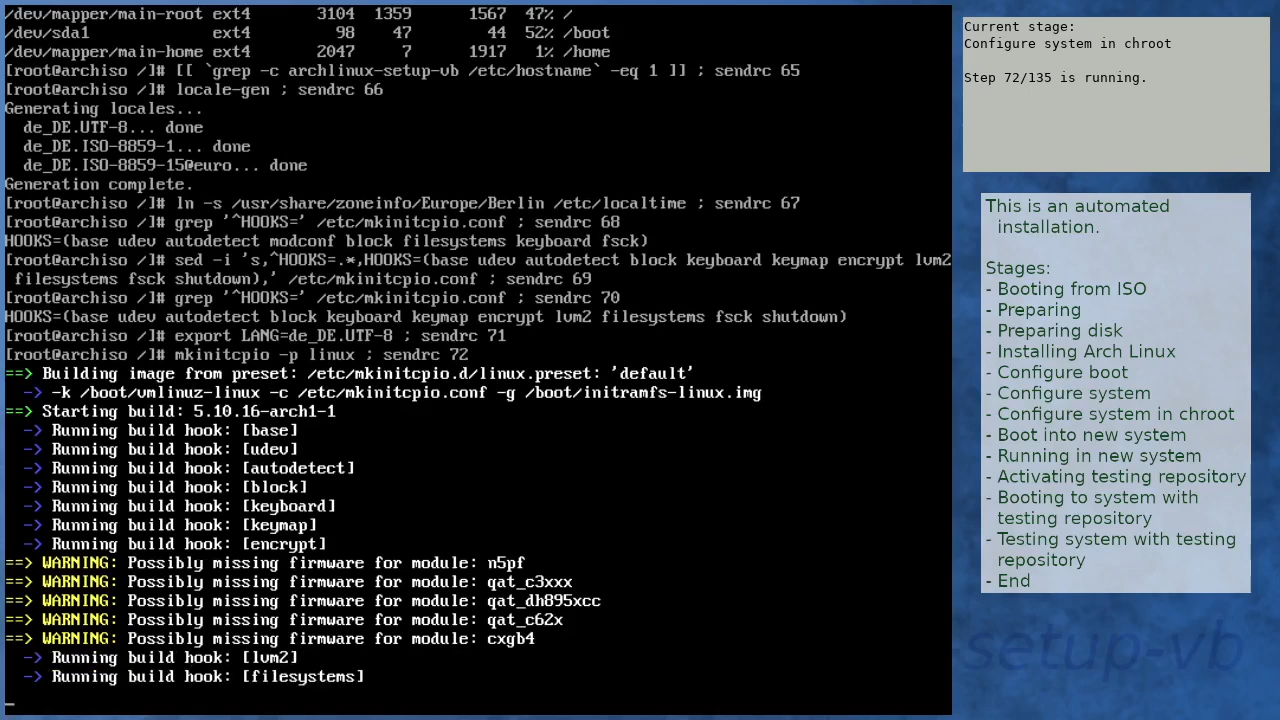 /dev/mapper/main-root ext4       3104  1359      1567  47% /
/dev/sda1             ext4         98    47        44  52% /boot
/dev/mapper/main-home ext4       2047     7      1917   1% /home
[root@archiso /]# [[ `grep -c archlinux-setup-vb /etc/hostname` -eq 1 ]] ; sendrc 65
[root@archiso /]# locale-gen ; sendrc 66
Generating locales...
  de_DE.UTF-8... done
  de_DE.ISO-8859-1... done
  de_DE.ISO-8859-15@euro... done
Generation complete.
[root@archiso /]# ln -s /usr/share/zoneinfo/Europe/Berlin /etc/localtime ; sendrc 67
[root@archiso /]# grep '^HOOKS=' /etc/mkinitcpio.conf ; sendrc 68
HOOKS=(base udev autodetect modconf block filesystems keyboard fsck)
[root@archiso /]# sed -i 's,^HOOKS=.*,HOOKS=(base udev autodetect block keyboard keymap encrypt lvm2
 filesystems fsck shutdown),' /etc/mkinitcpio.conf ; sendrc 69
[root@archiso /]# grep '^HOOKS=' /etc/mkinitcpio.conf ; sendrc 70
HOOKS=(base udev autodetect block keyboard keymap encrypt lvm2 filesystems fsck shutdown)
[root@archiso /]# export LANG=de_DE.UTF-8 ; sendrc 71
[root@archiso /]# mkinitcpio -p linux ; sendrc 72
==> Building image from preset: /etc/mkinitcpio.d/linux.preset: 'default'
  -> -k /boot/vmlinuz-linux -c /etc/mkinitcpio.conf -g /boot/initramfs-linux.img
==> Starting build: 5.10.16-arch1-1
  -> Running build hook: [base]
  -> Running build hook: [udev]
  -> Running build hook: [autodetect]
  -> Running build hook: [block]
  -> Running build hook: [keyboard]
  -> Running build hook: [keymap]
  -> Running build hook: [encrypt]
==> WARNING: Possibly missing firmware for module: n5pf
==> WARNING: Possibly missing firmware for module: qat_c3xxx
==> WARNING: Possibly missing firmware for module: qat_dh895xcc
==> WARNING: Possibly missing firmware for module: qat_c62x
==> WARNING: Possibly missing firmware for module: cxgb4
  -> Running build hook: [lvm2]
  -> Running build hook: [filesystems]
Current stage:
Configure system in chroot
Step 72/135 is running.
This is an automated
installation.
Stages:
- Booting from ISO
- Preparing
- Preparing disk
- Installing Arch Linux
- Configure boot
- Configure system
- Configure system in chroot
- Boot into new system
- Running in new system
- Activating testing repository
- Booting to system with
testing repository
- Testing system with testing
repository
- End
-setup-vb